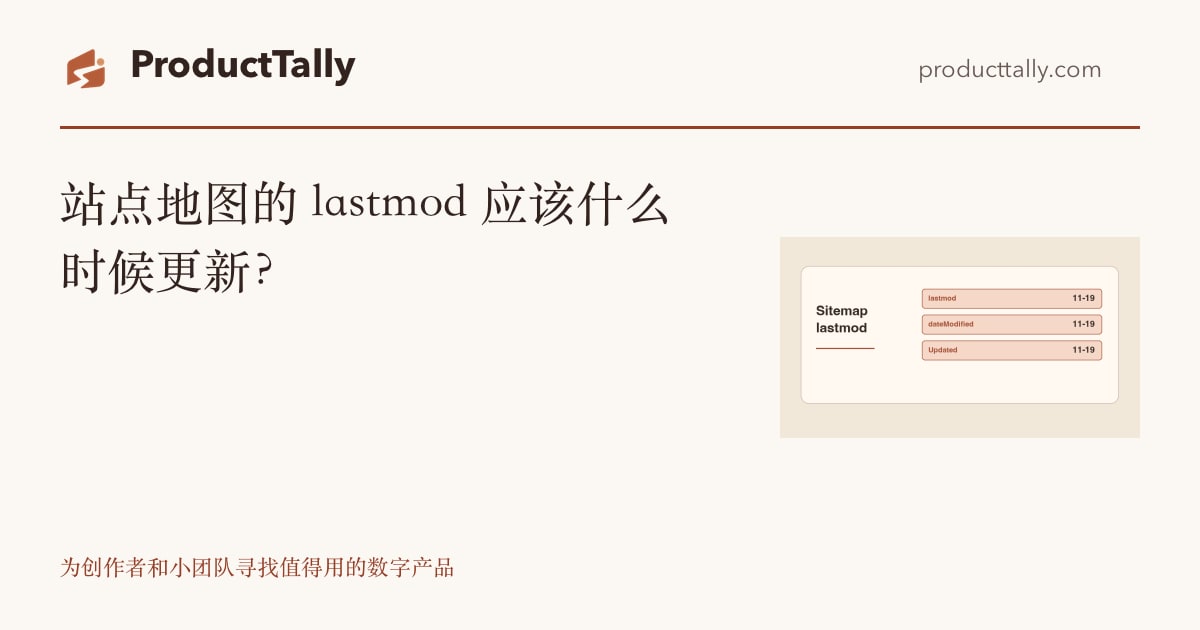 ProductTally
producttally.com
站点地图的 lastmod 应该什么
时候更新?
Sitemap
lastmod
lastmod 11-19
dateModified 11-19
Updated 11-19
为创作者和小团队寻找值得用的数字产品